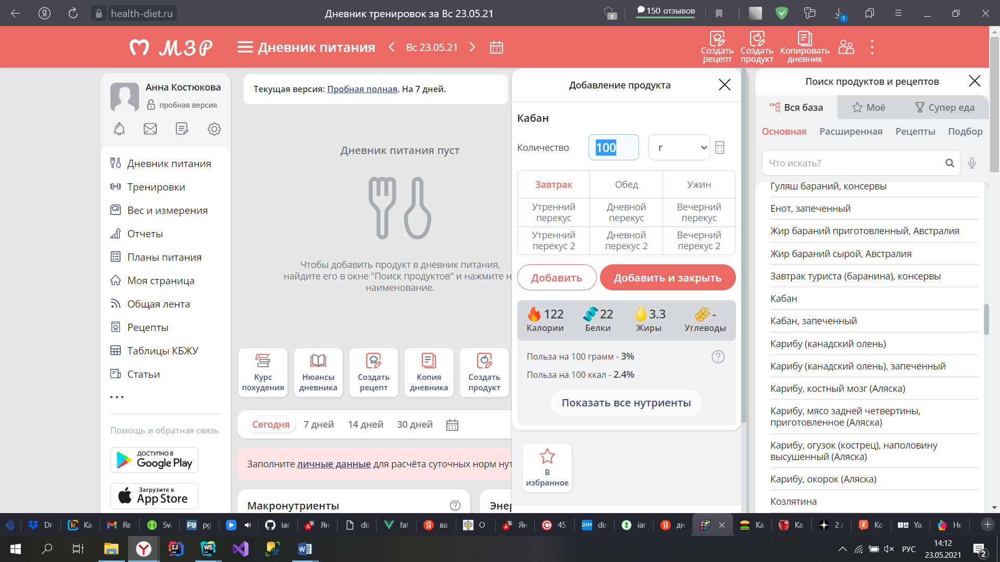 health-diet.ru
Дневник тренировок за Вс 23.05.21
1
150 отзывов
1
МЗР
Дневник питания
Вс 23.05.21
Создать
рецепт
Создать
продукт
Копировать
дневник
Анна Костюкова
пробная версия
Дневник питания
Тренировки
Вес и измерения
Отчеты
Планы питания
Моя страница
Общая лента
Рецепты
Таблицы КБЖУ
Статьи
Помощь и обратная связь
ДОСТУПНО В
Google Play
Загрузите в
App Store
Текущая версия: Пробная полная. На 7 дней.
Дневник питания пуст
Чтобы добавить продукт в дневник питания,
найдите его в окне "Поиск продуктов" и нажмите н
наименование.
Курс
похудения
Нюансы
дневника
Создать
рецепт
Копия
дневника
Создать
продукт
Сегодня 7 дней 14 дней 30 дней
Заполните личные данные для расчёта суточных норм нут
Макронутриенты
Энер
Добавление продукта
Кабан
Количество 100 г
Завтрак Обед Ужин
Утренний
перекус
Дневной
перекус
Вечерний
перекус
Утренний
перекус 2
Дневной
перекус 2
Вечерний
перекус 2
Добавить
Добавить и закрыть
122
Калории
22
Белки
3.3
Жиры
-
Углеводы
Польза на 100 грамм - 3%
Польза на 100 ккал - 2.4%
Показать все нутриенты
В
избранное
Поиск продуктов и рецептов
Вся база Моё Супер еда
Основная Расширенная Рецепты Подбор
Что искать?
Гуляш бараний, консервы
Енот, запеченный
Жир бараний приготовленный, Австралия
Жир бараний сырой, Австралия
Завтрак туриста (баранина), консервы
Кабан
Кабан, запеченный
Карибу (канадский олень)
Карибу (канадский олень), запеченный
Карибу, костный мозг (Аляска)
Карибу, мясо задней четвертины,
приготовленное (Аляска)
Карибу, огузок (кострец), наполовину
высушенный (Аляска)
Карибу, окорок (Аляска)
Козлятина
Dr Ka Re Sw pg ian Ян dis fat ва О Ян 45 dis ian дн Ka Ka 2 Ko Ya He
РУС
14:12
23.05.2021
2